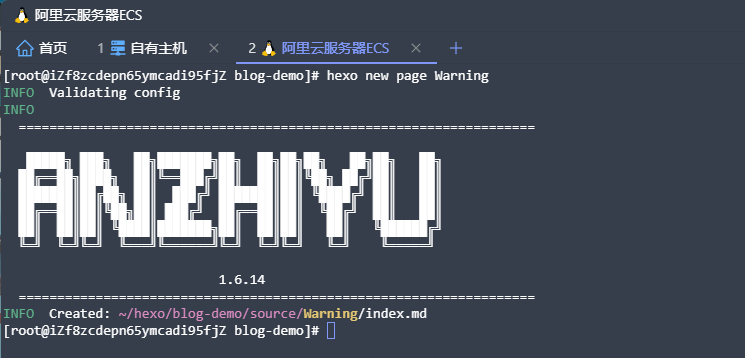 阿里云服务器ECS
首页 1 自有主机 × 2 阿里云服务器ECS × +
[root@iZf8zcdepn65ymcadi95fjZ blog-demo]# hexo new page Warning
INFO  Validating config
INFO
===================================================================
ANZHIYU
1.6.14
===================================================================
INFO  Created: ~/hexo/blog-demo/source/Warning/index.md
[root@iZf8zcdepn65ymcadi95fjZ blog-demo]#